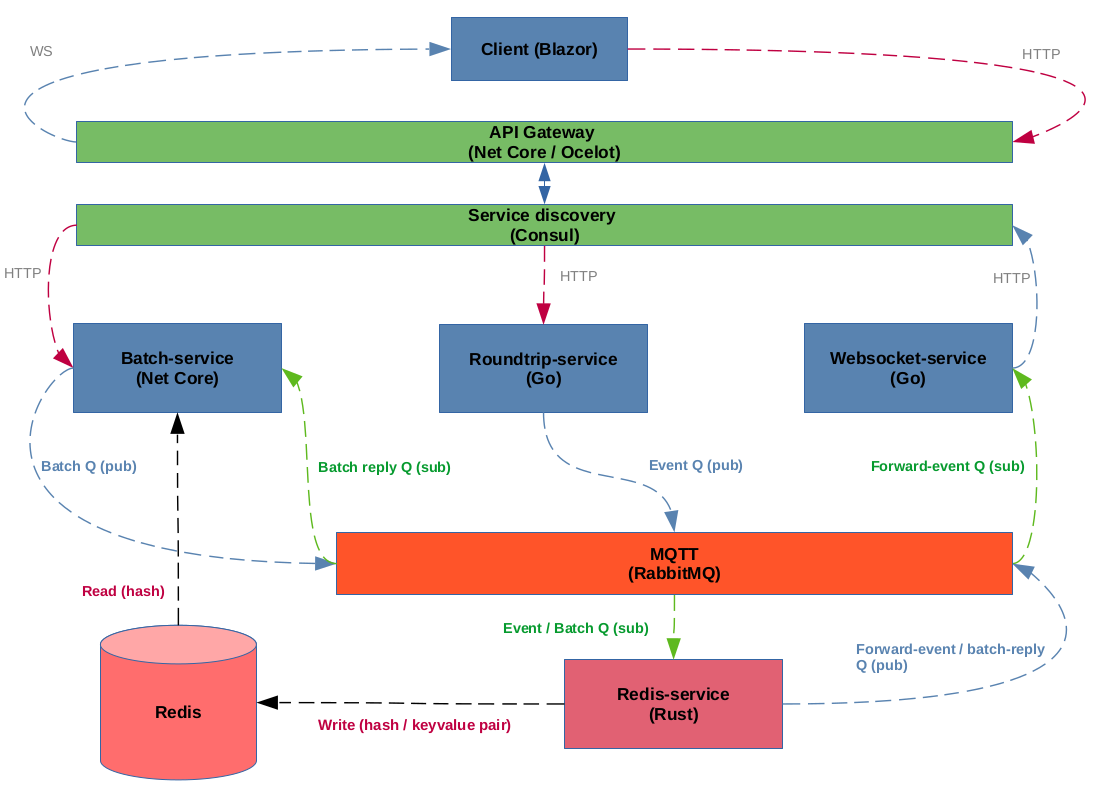 WS
Client (Blazor)
HTTP
API Gateway
(Net Core / Ocelot)
Service discovery
(Consul)
HTTP
HTTP
HTTP
Batch-service
(Net Core)
Roundtrip-service
(Go)
Websocket-service
(Go)
Batch Q (pub)
Batch reply Q (sub)
Event Q (pub)
Forward-event Q (sub)
MQTT
(RabbitMQ)
Read (hash)
Event / Batch Q (sub)
Forward-event / batch-reply
Q (pub)
Redis
Redis-service
(Rust)
Write (hash / keyvalue pair)